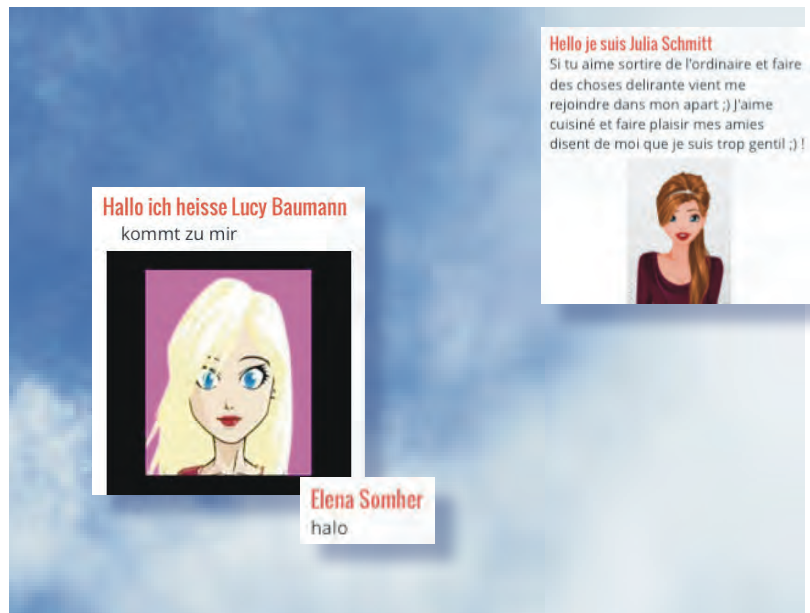 Hello je suis Julia Schmitt
Si tu aime sortire de l'ordinaire et faire
des choses delirante vient me
rejoindre dans mon apart ;) J'aime
cuisiné et faire plaisir mes amies
disent de moi que je suis trop gentil ;) !
Hallo ich heisse Lucy Baumann
kommt zu mir
Elena Somher
halo